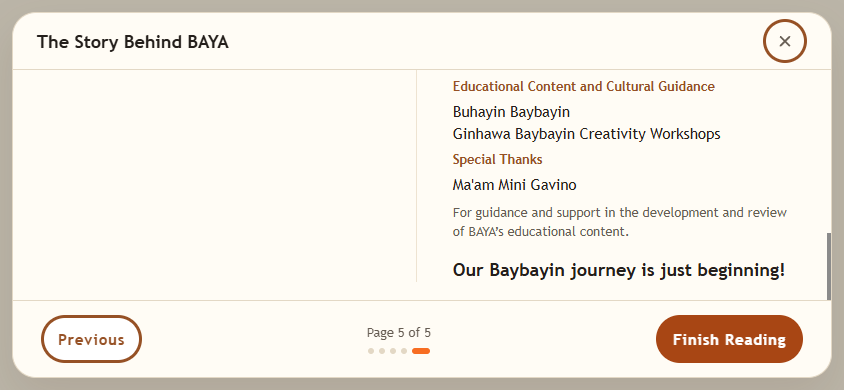 The Story Behind BAYA
Educational Content and Cultural Guidance
Buhayin Baybayin
Ginhawa Baybayin Creativity Workshops
Special Thanks
Ma'am Mini Gavino
For guidance and support in the development and review
of BAYA's educational content.
Our Baybayin journey is just beginning!
Previous
Page 5 of 5
Finish Reading